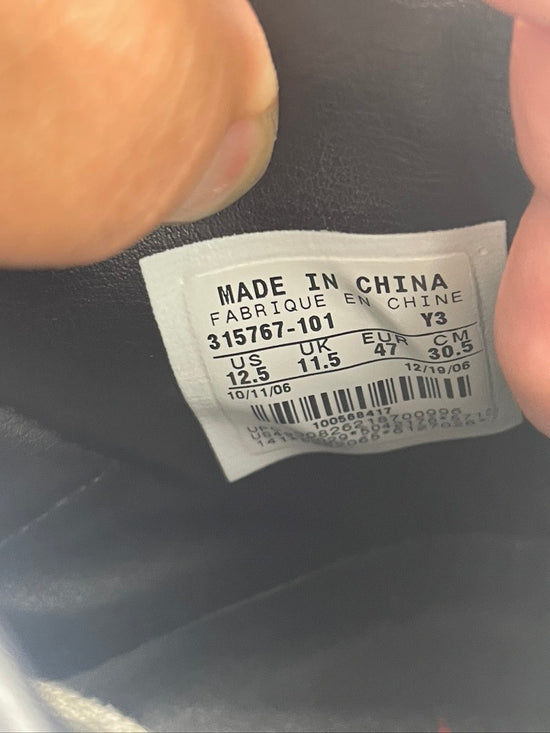 MADE IN CHINA
FABRIQUE EN CHINE
315767-101 Y3
US UK EUR CM
12.5 11.5 47 30.5
10/11/06 12/19/06
100568417